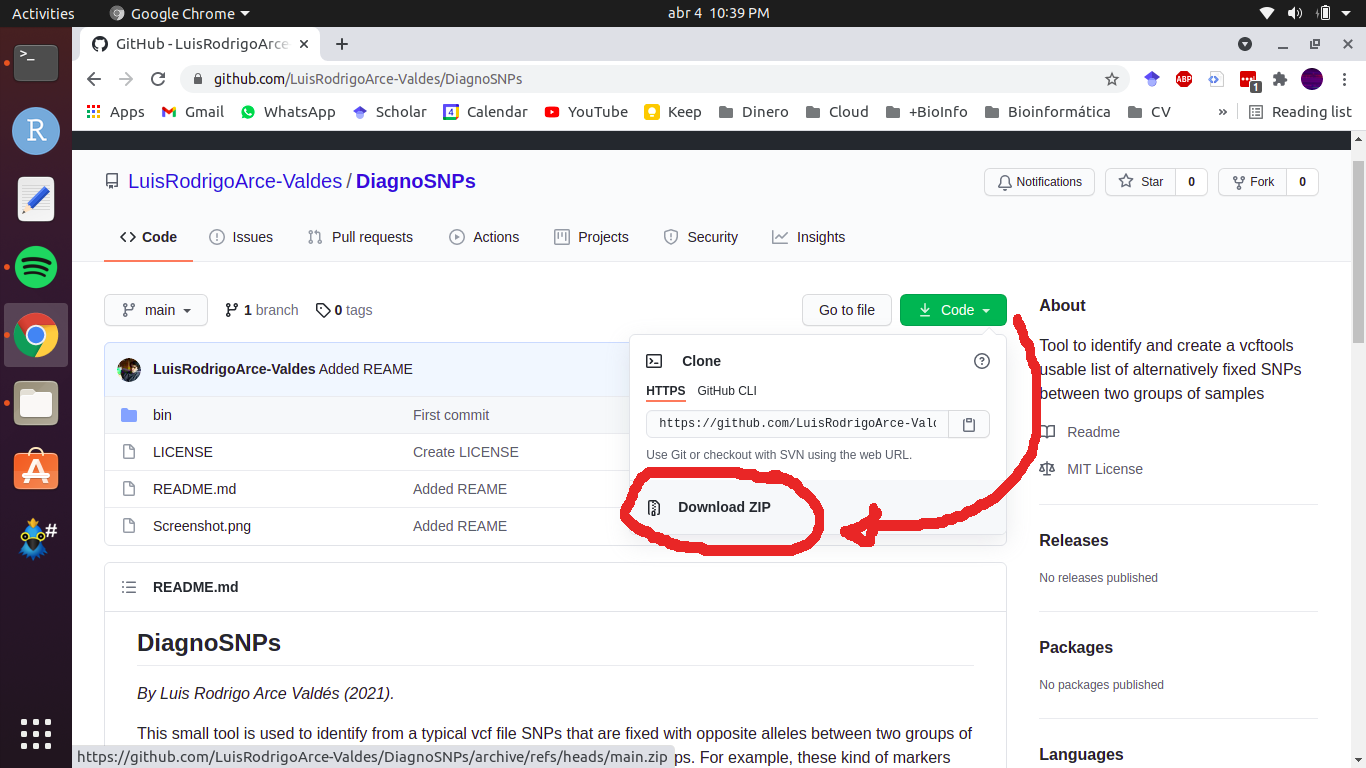 Activities Google Chrome abr 4 10:39 PM
GitHub - LuisRodrigoArce-
github.com/LuisRodrigoArce-Valdes/DiagnoSNPs ABP 1
Apps Gmail WhatsApp Scholar 4 Calendar YouTube Keep Dinero Cloud +BioInfo Bioinformática CV » Reading list
LuisRodrigoArce-Valdes / DiagnoSNPs
Notifications Star 0 Fork 0
Code Issues Pull requests Actions Projects Security Insights
main 1 branch 0 tags Go to file Code
LuisRodrigoArce-Valdes Added REAME
bin First commit
LICENSE Create LICENSE
README.md Added REAME
Screenshot.png Added REAME
Clone
HTTPS GitHub CLI
https://github.com/LuisRodrigoArce-Vald
Use Git or checkout with SVN using the web URL.
Download ZIP
About
Tool to identify and create a vcftools
usable list of alternatively fixed SNPs
between two groups of samples
Readme
MIT License
Releases
No releases published
Packages
No packages published
Languages
README.md
DiagnoSNPs
By Luis Rodrigo Arce Valdés (2021).
This small tool is used to identify from a typical vcf file SNPs that are fixed with opposite alleles between two groups of
ps. For example, these kind of markers
https://github.com/LuisRodrigoArce-Valdes/DiagnoSNPs/archive/refs/heads/main.zip